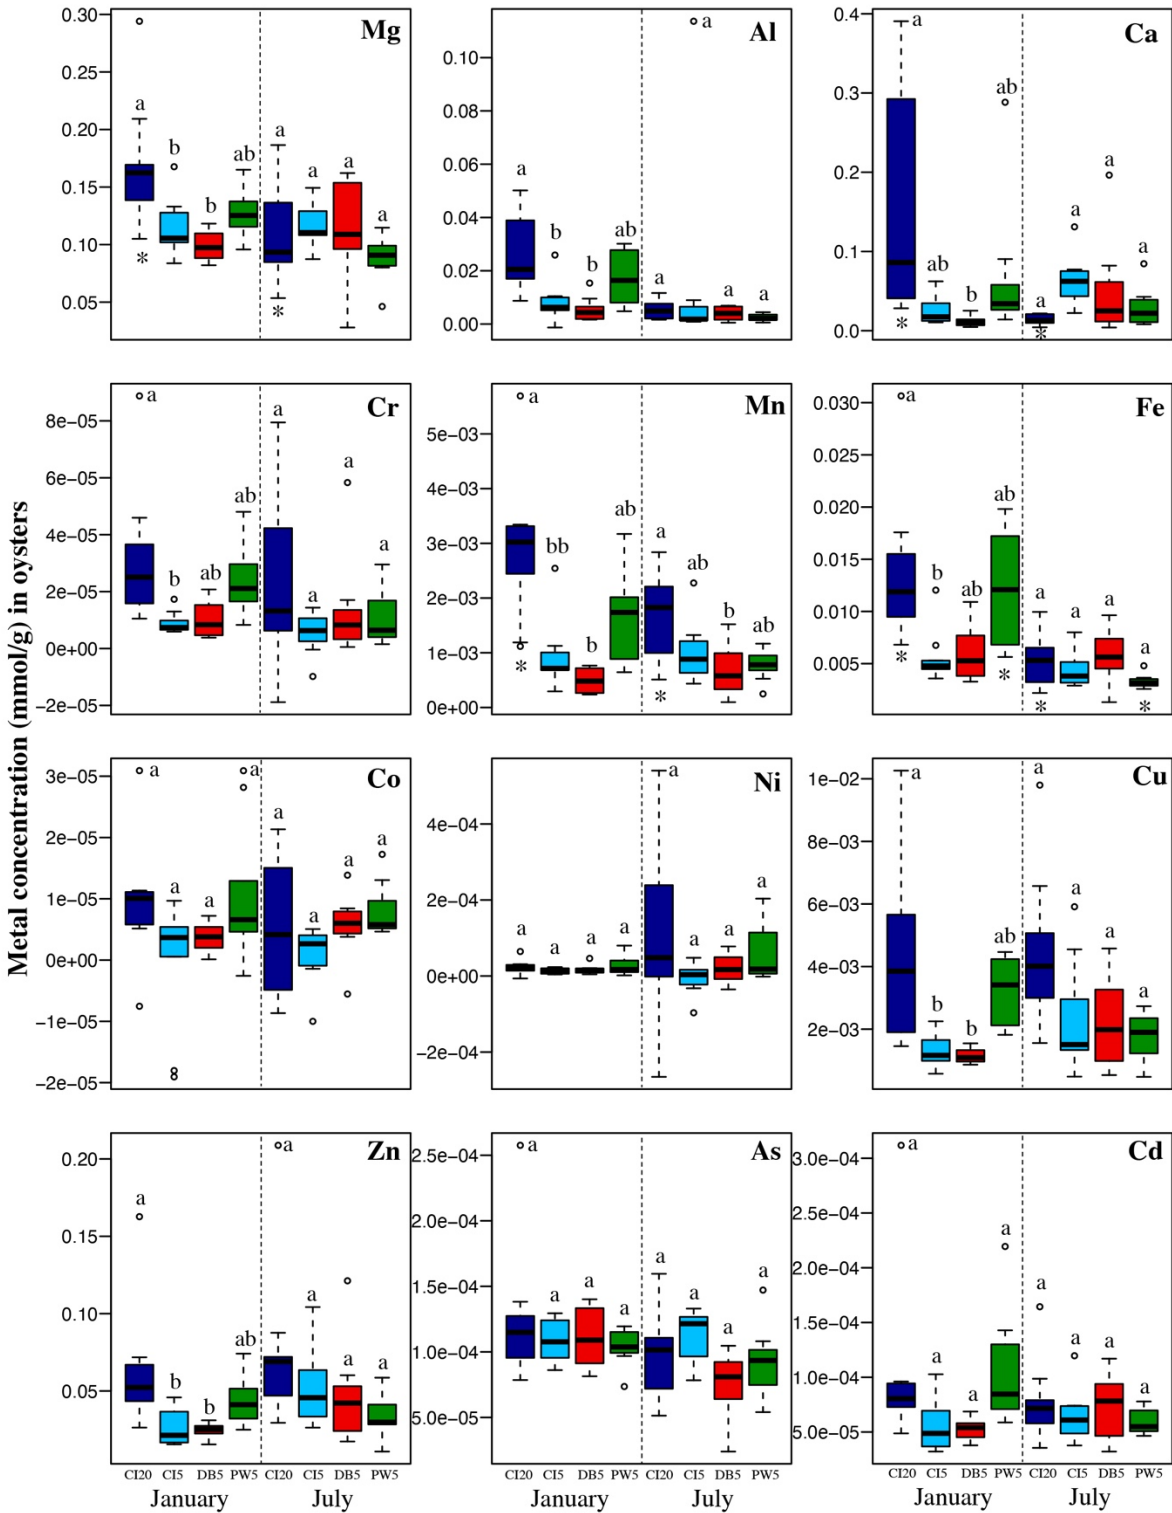 Metal concentration (mmol/g) in oysters
Mg
0.30
0.25
0.20
0.15
0.10
0.05
a
b
b
ab
a
a
a
a
*
*
Al
0.10
0.08
0.06
0.04
0.02
0.00
a
b
b
ab
a
a
a
a
Ca
0.4
0.3
0.2
0.1
0.0
a
ab
b
ab
a
a
a
a
*
*
Cr
8e−05
6e−05
4e−05
2e−05
0e+00
−2e−05
a
b
ab
ab
a
a
a
a
Mn
5e−03
4e−03
3e−03
2e−03
1e−03
0e+00
a
bb
b
ab
a
ab
b
ab
*
*
Fe
0.030
0.025
0.020
0.015
0.010
0.005
a
b
ab
ab
a
a
a
a
*
*
*
*
Co
3e−05
2e−05
1e−05
0e+00
−1e−05
−2e−05
a
a
a
a
a
a
a
a
Ni
4e−04
2e−04
0e+00
−2e−04
a
a
a
a
a
a
a
a
Cu
1e−02
8e−03
6e−03
4e−03
2e−03
a
b
b
ab
a
a
a
a
Zn
0.20
0.15
0.10
0.05
a
b
b
ab
a
a
a
a
CI20 CI5 DB5 PW5 CI20 CI5 DB5 PW5
January July
As
2.5e−04
2.0e−04
1.5e−04
1.0e−04
5.0e−05
a
a
a
a
a
a
a
a
CI20 CI5 DB5 PW5 CI20 CI5 DB5 PW5
January July
Cd
3.0e−04
2.5e−04
2.0e−04
1.5e−04
1.0e−04
5.0e−05
a
a
a
a
a
a
a
a
CI20 CI5 DB5 PW5 CI20 CI5 DB5 PW5
January July